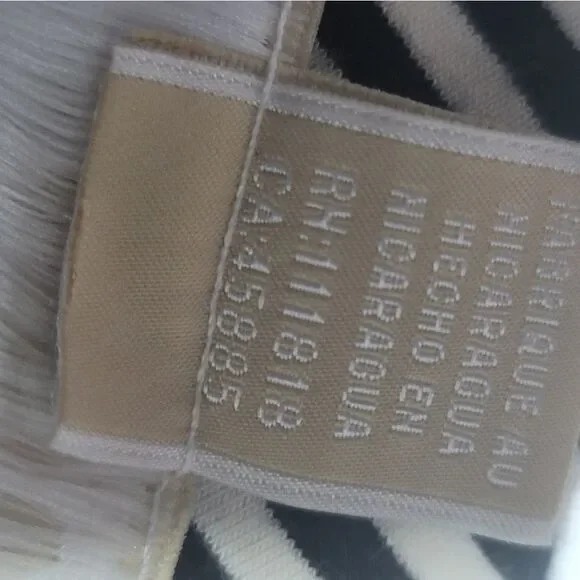 FABRIQUE AU
NICARAGUA
HECHO EN
NICARAGUA
RN:111818
CA:45885